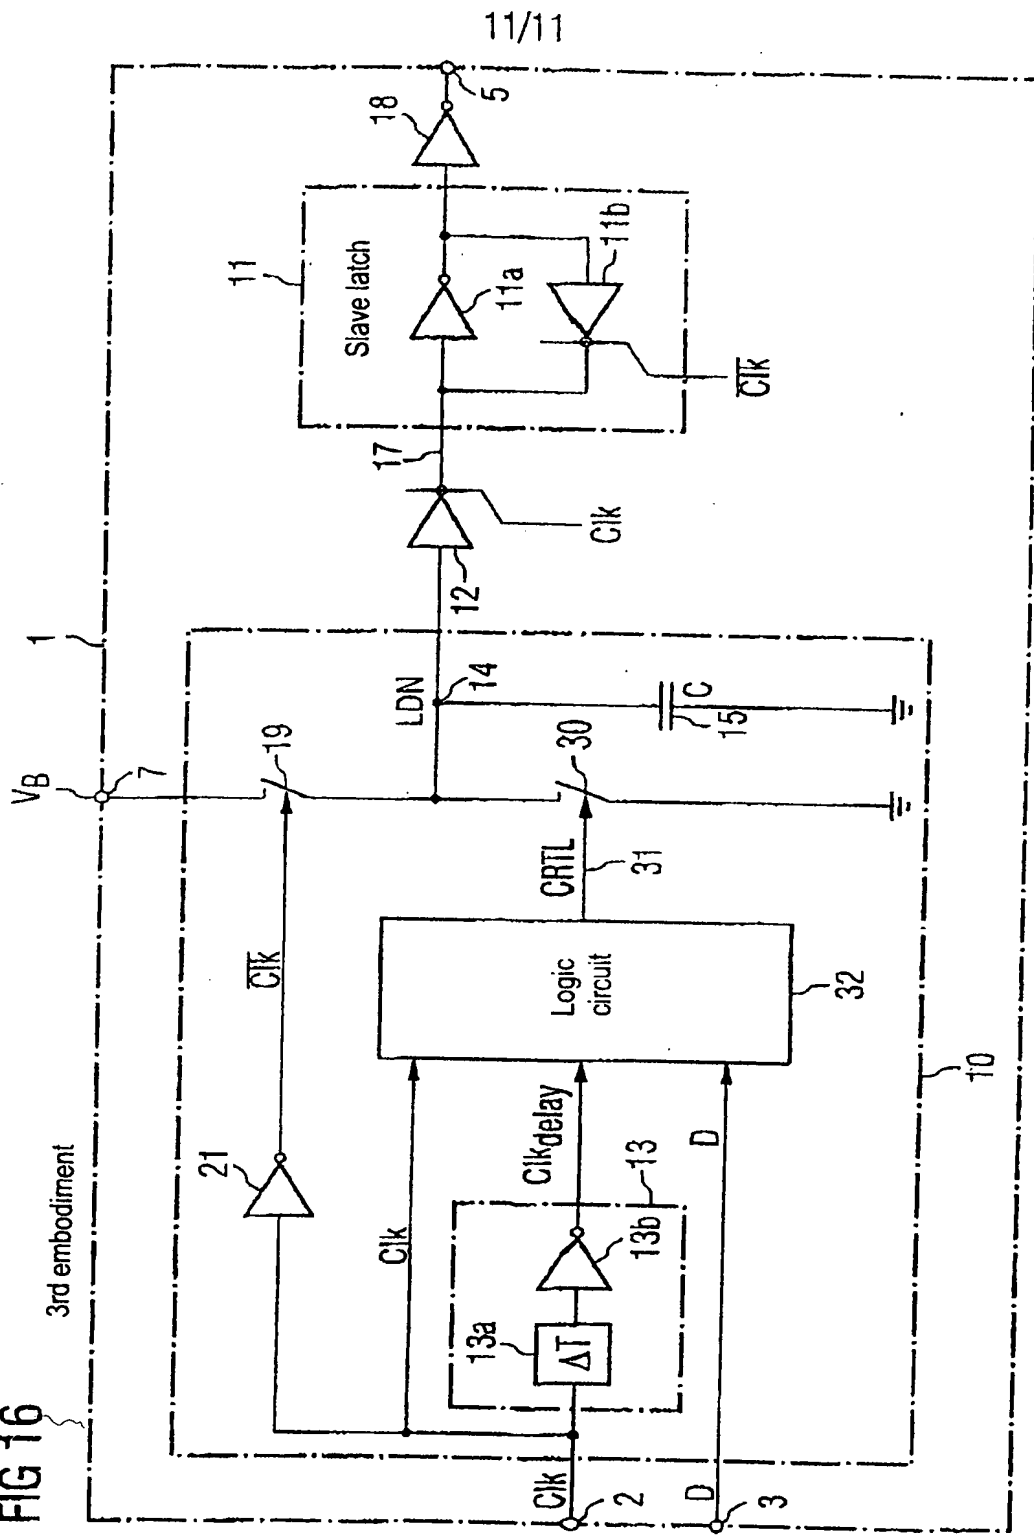 11/11
FIG 16
3rd embodiment
1
VB
7
19
21
Clk
Clk
Clk
2
13a
ΔT
13b
13
Clkdelay
D
3
D
Logic
circuit
32
CRTL
31
30
LDN
14
C
15
10
12
Clk
17
11
Slave latch
11a
11b
Clk
18
5